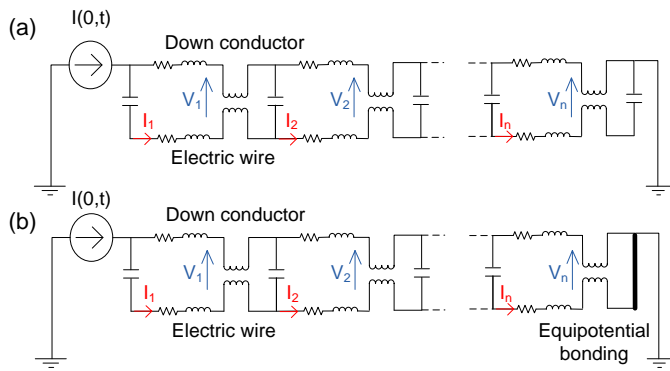 (a)
I(0,t)
Down conductor
V1
V2
Vn
I1
I2
In
Electric wire
(b)
I(0,t)
Down conductor
V1
V2
Vn
I1
I2
In
Electric wire
Equipotential
bonding